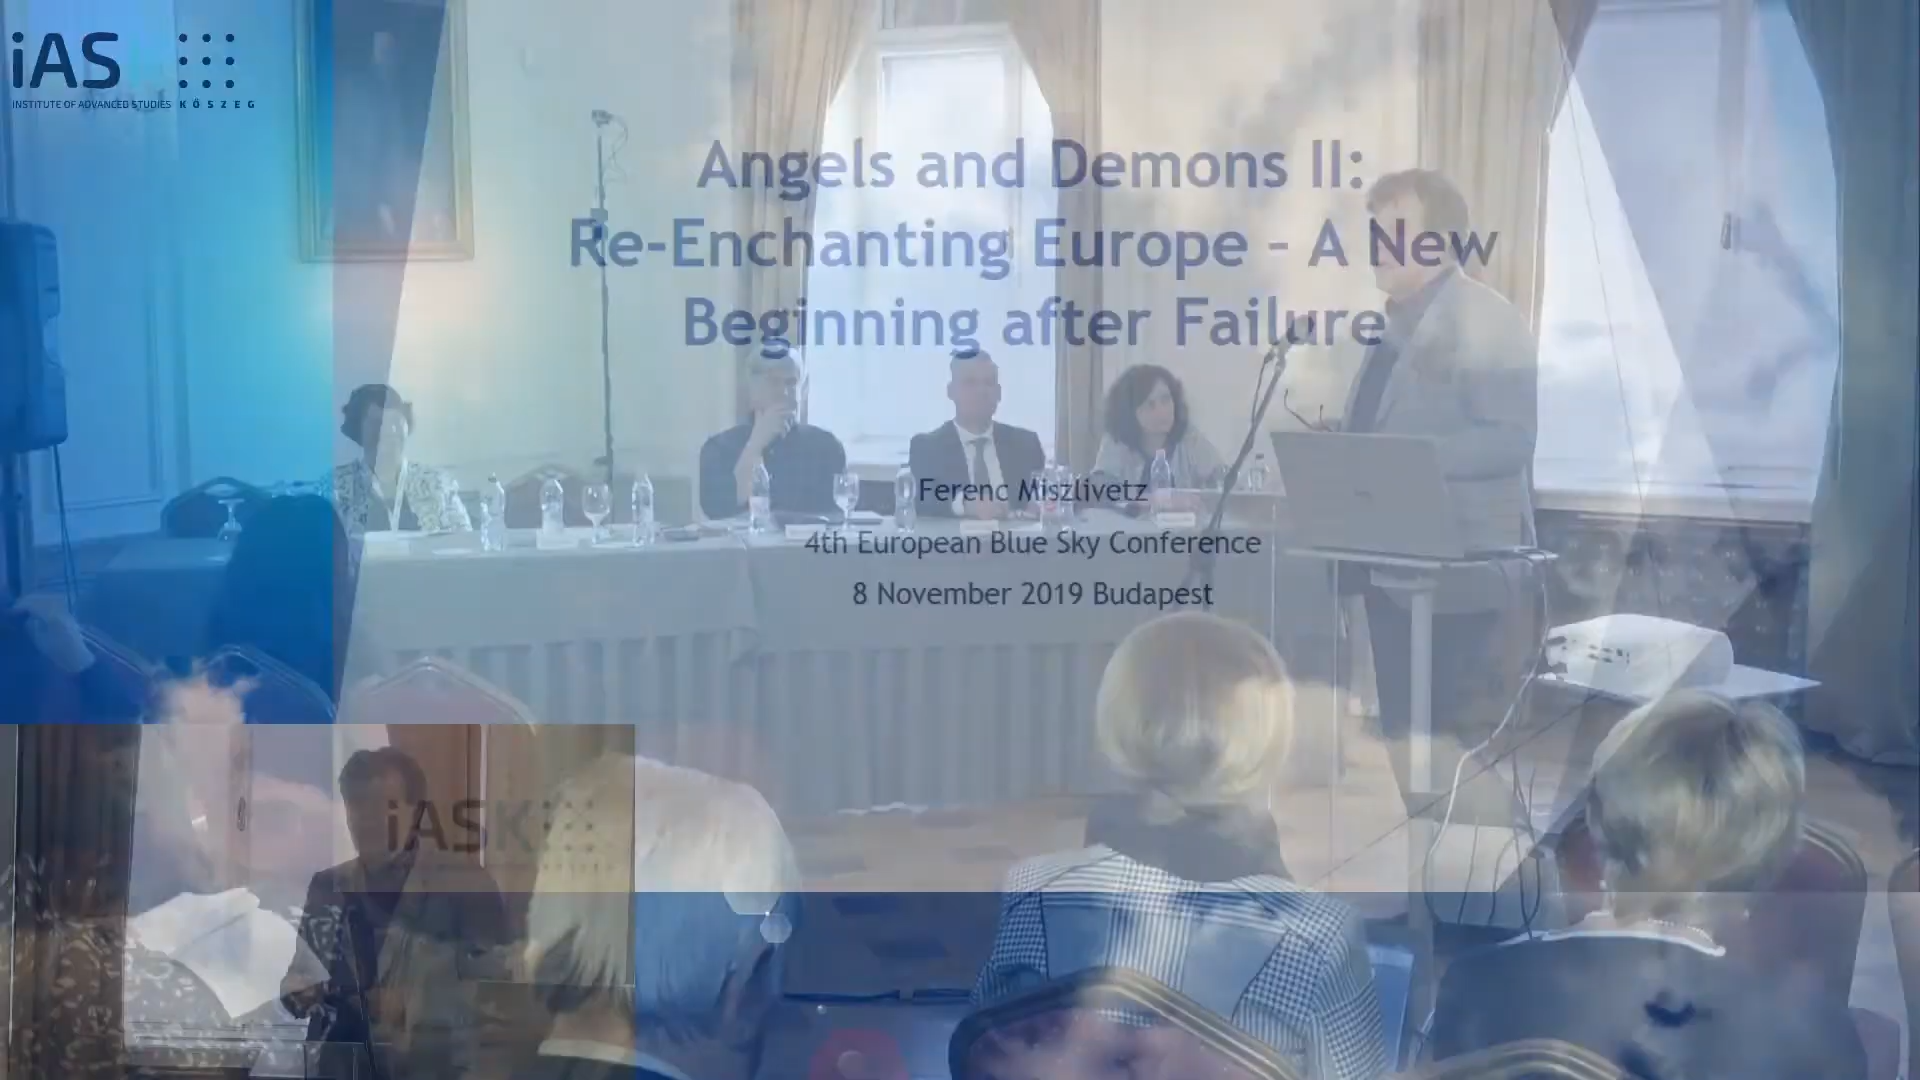 iAS
INSTITUTE OF ADVANCED STUDIES KŐSZEG
Angels and Demons II:
Re-Enchanting Europe – A New
Beginning after Failure
Ferenc Miszlivetz
4th European Blue Sky Conference
8 November 2019 Budapest
iASK